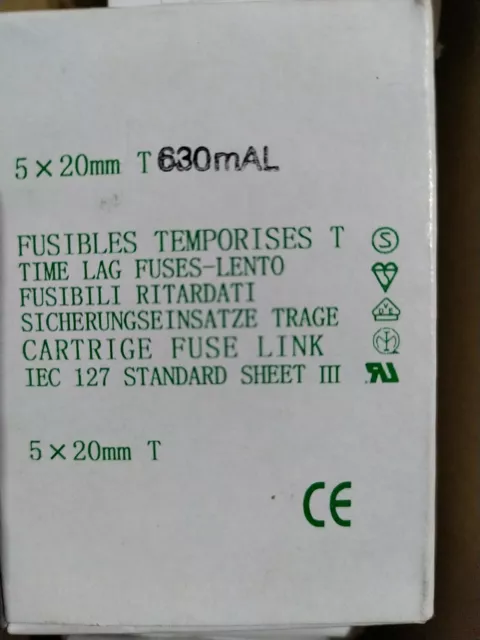 5×20mm T 630mAL
FUSIBLES TEMPORISES T
TIME LAG FUSES-LENTO
FUSIBILI RITARDATI
SICHERUNGSEINSATZE TRAGE
CARTRIGE FUSE LINK
IEC 127 STANDARD SHEET III
5×20mm T
CE